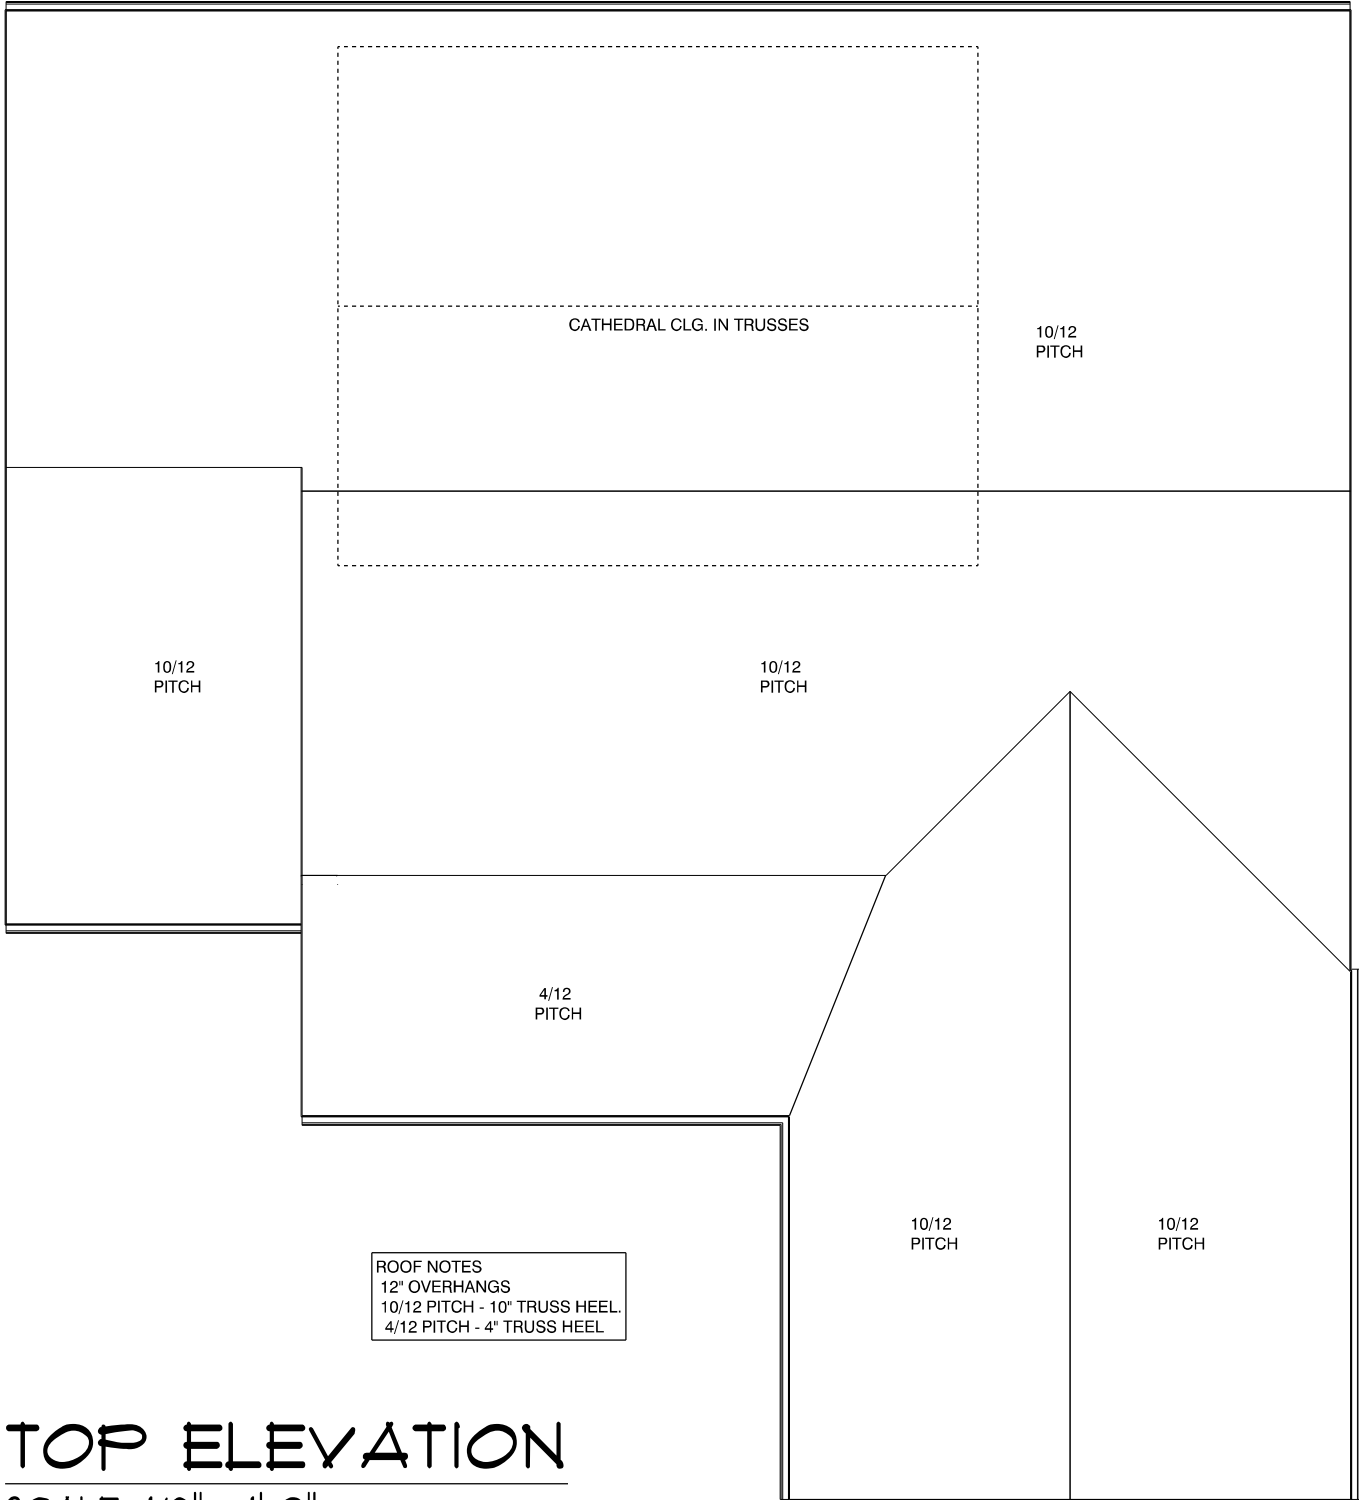 CATHEDRAL CLG. IN TRUSSES
10/12
PITCH
10/12
PITCH
10/12
PITCH
4/12
PITCH
10/12
PITCH
10/12
PITCH
ROOF NOTES
12" OVERHANGS
10/12 PITCH - 10" TRUSS HEEL.
4/12 PITCH - 4" TRUSS HEEL
TOP ELEVATION